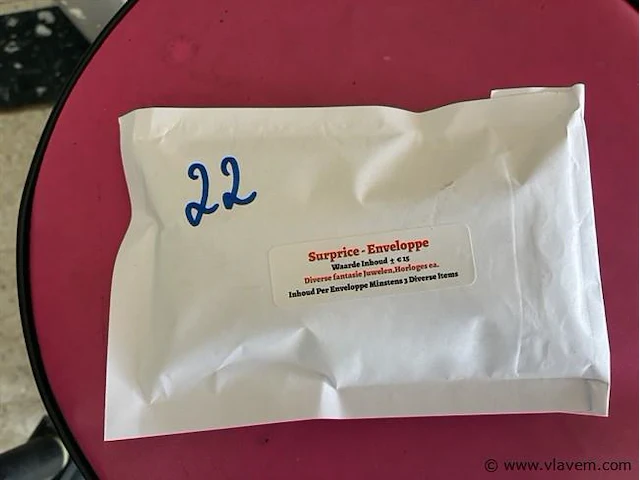 22
Surprice - Enveloppe
Waarde Inhoud ± € 15
Diverse fantasie Juwelen,Horloges ea.
Inhoud Per Enveloppe Minstens 3 Diverse Items
© www.vlavem.com